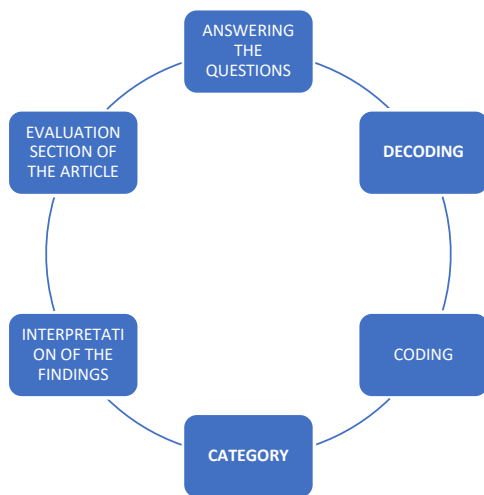 ANSWERING
THE
QUESTIONS
DECODING
CODING
CATEGORY
INTERPRETATI
ON OF THE
FINDINGS
EVALUATION
SECTION OF
THE ARTICLE